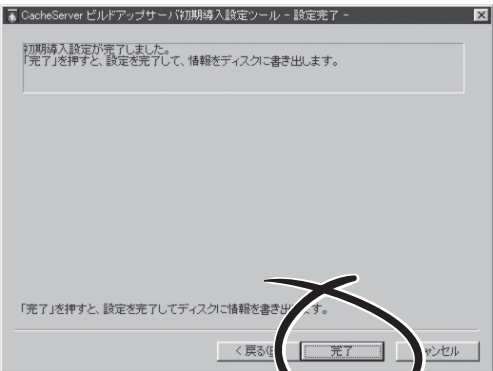 CacheServer ビルドアップサーバ初期導入設定ツール - 設定完了 -
初期導入設定が完了しました。
「完了」を押すと、設定を完了して、情報をディスクに書き出します。
「完了」を押すと、設定を完了してディスクに情報を書き出します。
< 戻る(B)
完了
キャンセル